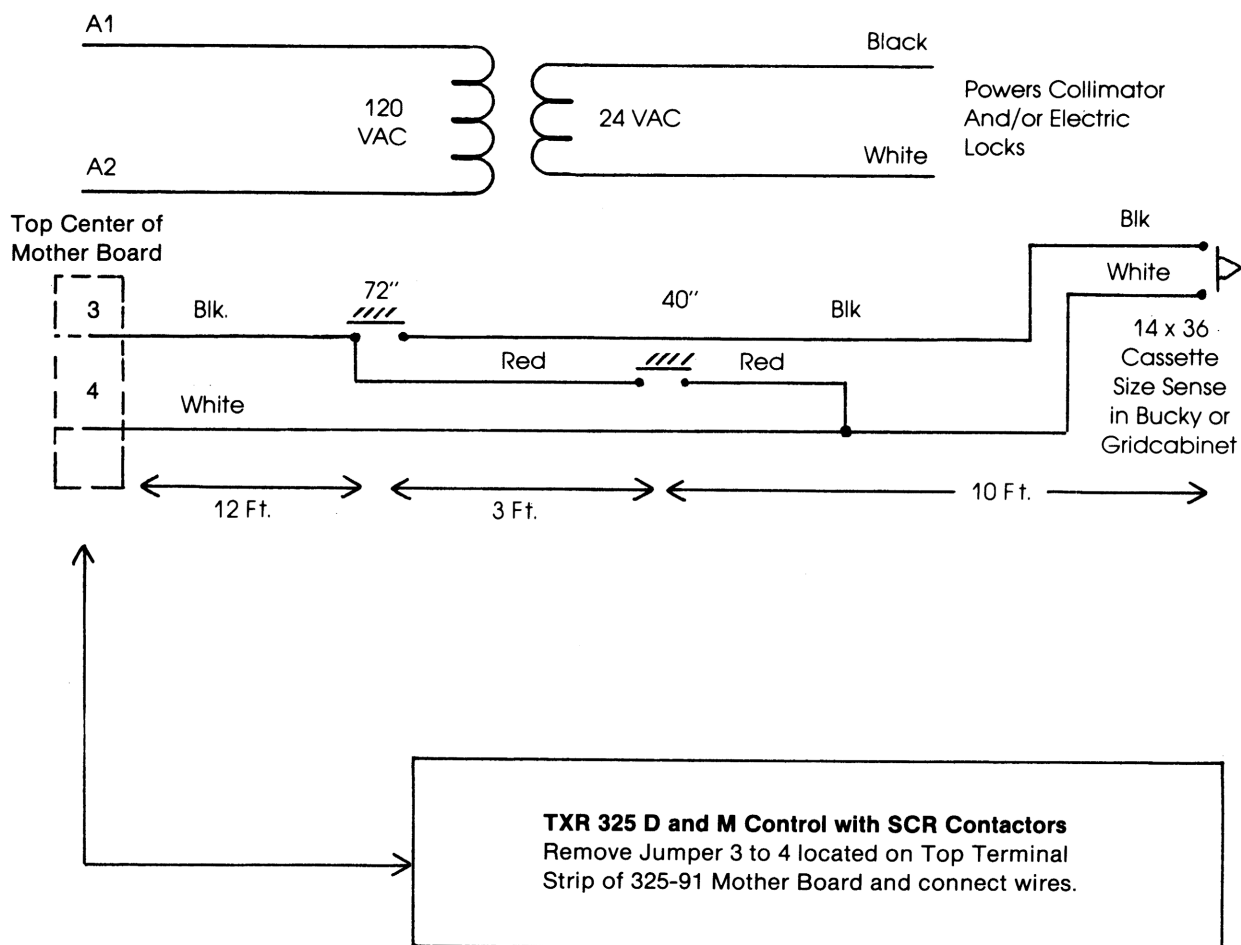 A1
Black
120
VAC
24 VAC
Powers Collimator
And/or Electric
Locks
A2
White
Top Center of
Mother Board
Blk
White
3
Blk.
72"
40"
Blk
Red
Red
14 x 36
Cassette
Size Sense
in Bucky or
Gridcabinet
4
White
12 Ft.
3 Ft.
10 Ft.
TXR 325 D and M Control with SCR Contactors
Remove Jumper 3 to 4 located on Top Terminal
Strip of 325-91 Mother Board and connect wires.